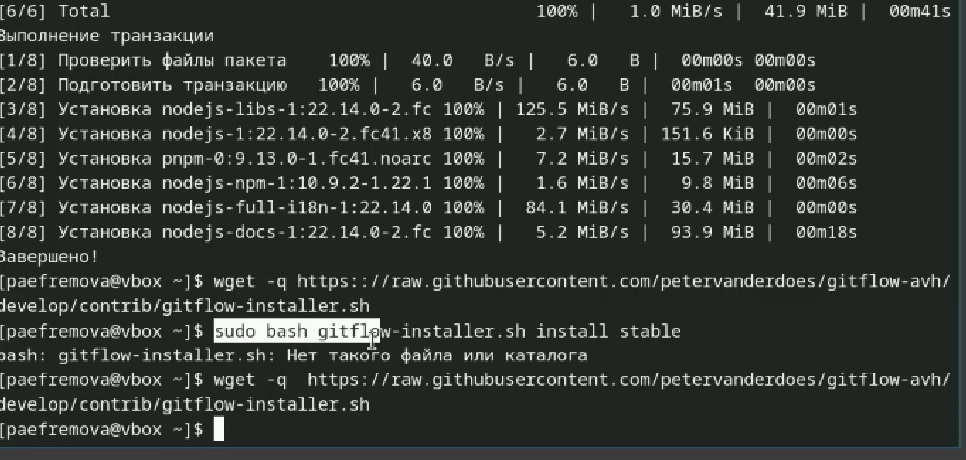 [6/6] Total 100% | 1.0 MiB/s | 41.9 MiB | 00m41s
Выполнение транзакции
[1/8] Проверить файлы пакета 100% | 40.0 B/s | 6.0 B | 00m00s 00m00s
[2/8] Подготовить транзакцию 100% | 6.0 B/s | 6.0 B | 00m01s 00m00s
[3/8] Установка nodejs-libs-1:22.14.0-2.fc 100% | 125.5 MiB/s | 75.9 MiB | 00m01s
[4/8] Установка nodejs-1:22.14.0-2.fc41.x8 100% | 2.7 MiB/s | 151.6 KiB | 00m00s
[5/8] Установка pnpm-0:9.13.0-1.fc41.noarc 100% | 7.2 MiB/s | 15.7 MiB | 00m02s
[6/8] Установка nodejs-npm-1:10.9.2-1.22.1 100% | 1.6 MiB/s | 9.8 MiB | 00m06s
[7/8] Установка nodejs-full-i18n-1:22.14.0 100% | 84.1 MiB/s | 30.4 MiB | 00m00s
[8/8] Установка nodejs-docs-1:22.14.0-2.fc 100% | 5.2 MiB/s | 93.9 MiB | 00m18s
Завершено!
[paefremova@vbox ~]$ wget -q https:://raw.githubusercontent.com/petervanderdoes/gitflow-avh/
develop/contrib/gitflow-installer.sh
[paefremova@vbox ~]$ sudo bash gitflow-installer.sh install stable
bash: gitflow-installer.sh: Нет такого файла или каталога
[paefremova@vbox ~]$ wget -q  https://raw.githubusercontent.com/petervanderdoes/gitflow-avh/
develop/contrib/gitflow-installer.sh
[paefremova@vbox ~]$